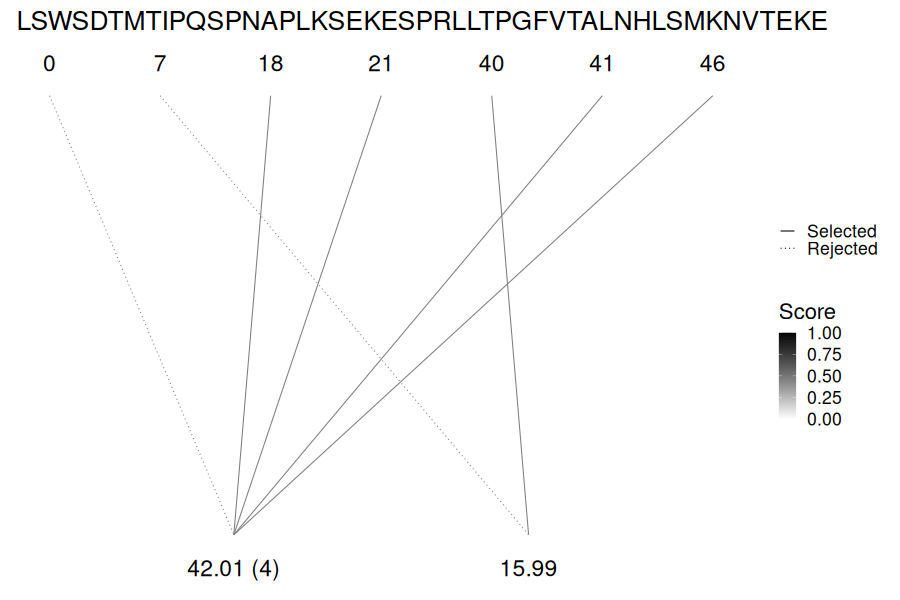 LSWSDTMTIPQSPNAPLKSEKESPRLLTPGFVTALNHLSMKNVTEKE
0 7 18 21 40 41 46
Selected
Rejected
Score
1.00
0.75
0.50
0.25
0.00
42.01 (4) 15.99